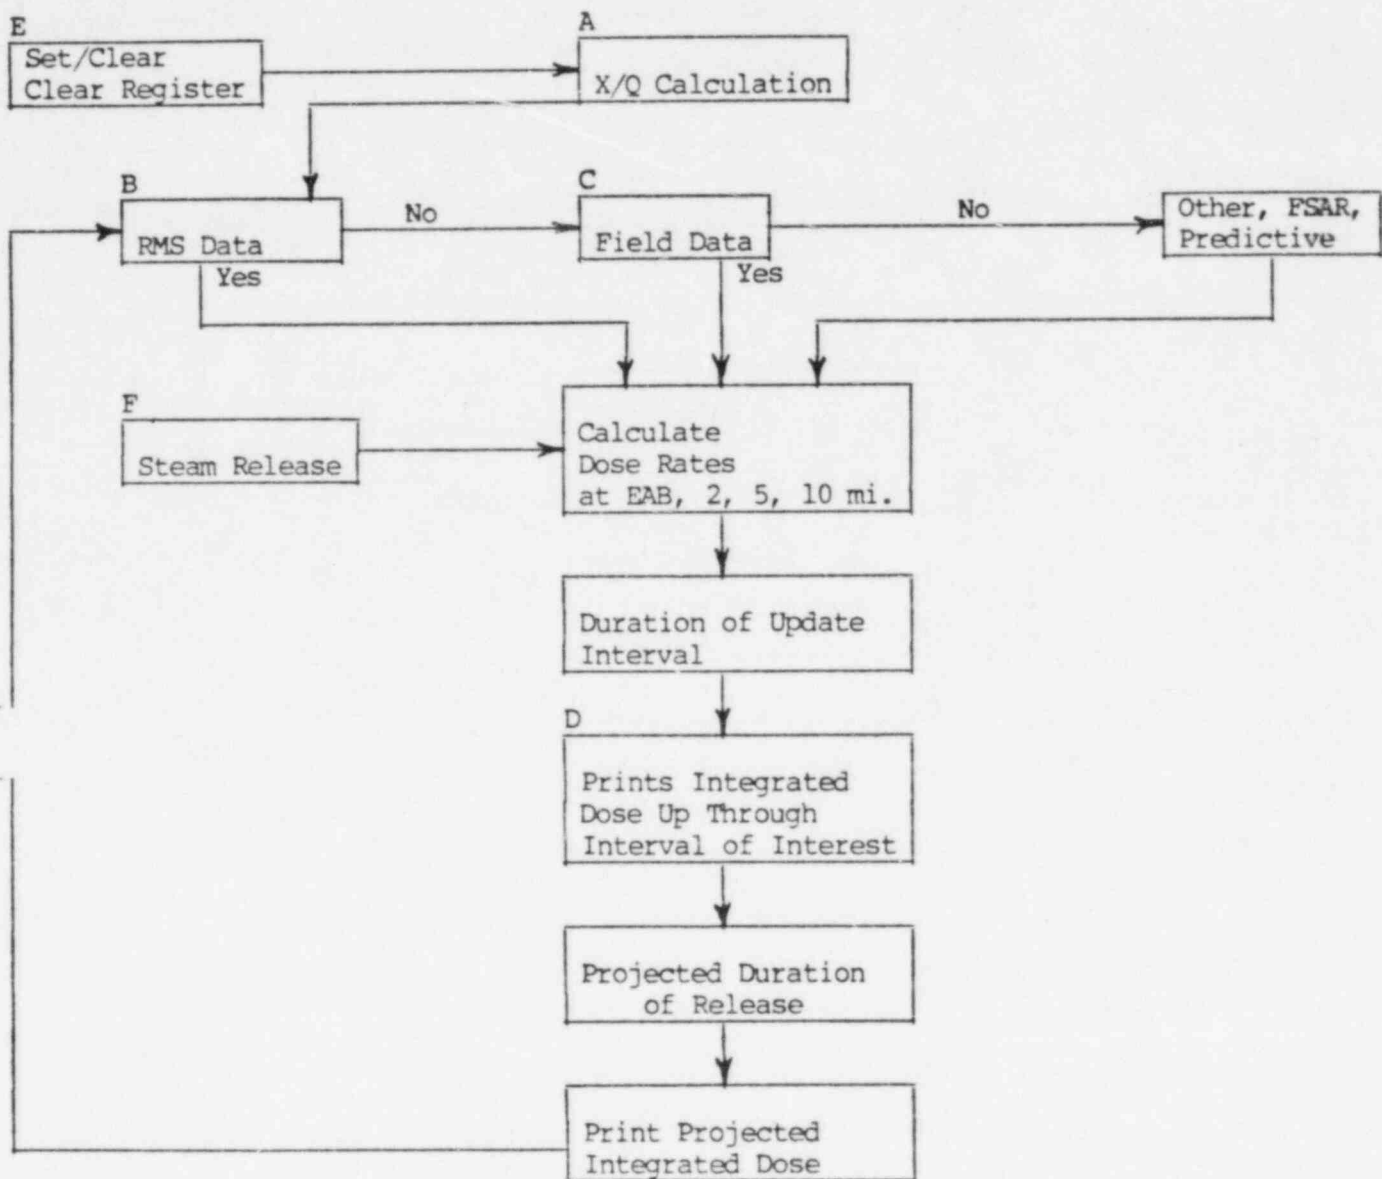 E
Set/Clear
Clear Register
A
X/Q Calculation
B
RMS Data
No
Yes
C
Field Data
No
Yes
Other, FSAR,
Predictive
F
Steam Release
Calculate
Dose Rates
at EAB, 2, 5, 10 mi.
Duration of Update
Interval
D
Prints Integrated
Dose Up Through
Interval of Interest
Projected Duration
of Release
Print Projected
Integrated Dose